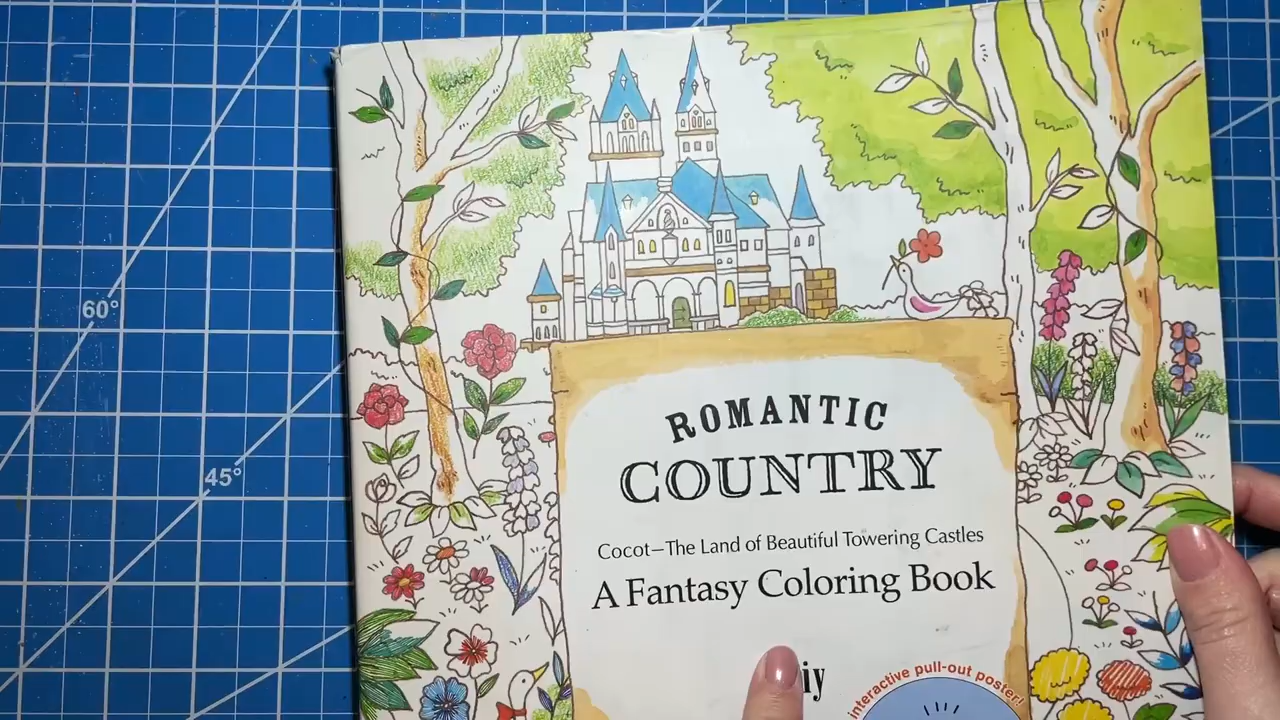 ROMANTIC
COUNTRY
Cocot—The Land of Beautiful Towering Castles
A Fantasy Coloring Book
interactive pull-out poster!
60°
45°